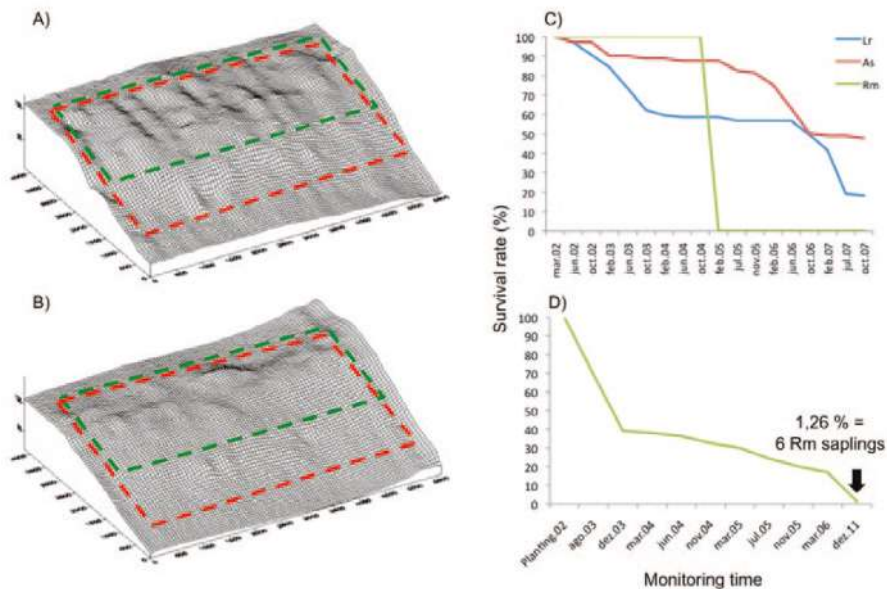 A)
B)
C)
100
90
80
70
60
50
40
30
20
10
0
Lr
As
Rm
mar.02
jun.02
oct.02
feb.03
jun.03
oct.03
feb.04
jun.04
oct.04
feb.05
jul.05
nov.05
feb.06
jun.06
oct.06
feb.07
jul.07
oct.07
Survival rate (%)
D)
100
90
80
70
60
50
40
30
20
10
0
1,26 % =
6 Rm saplings
Planting.02
ago.03
dez.03
mar.04
jun.04
nov.04
mar.05
jul.05
nov.05
mar.06
dez.11
Monitoring time